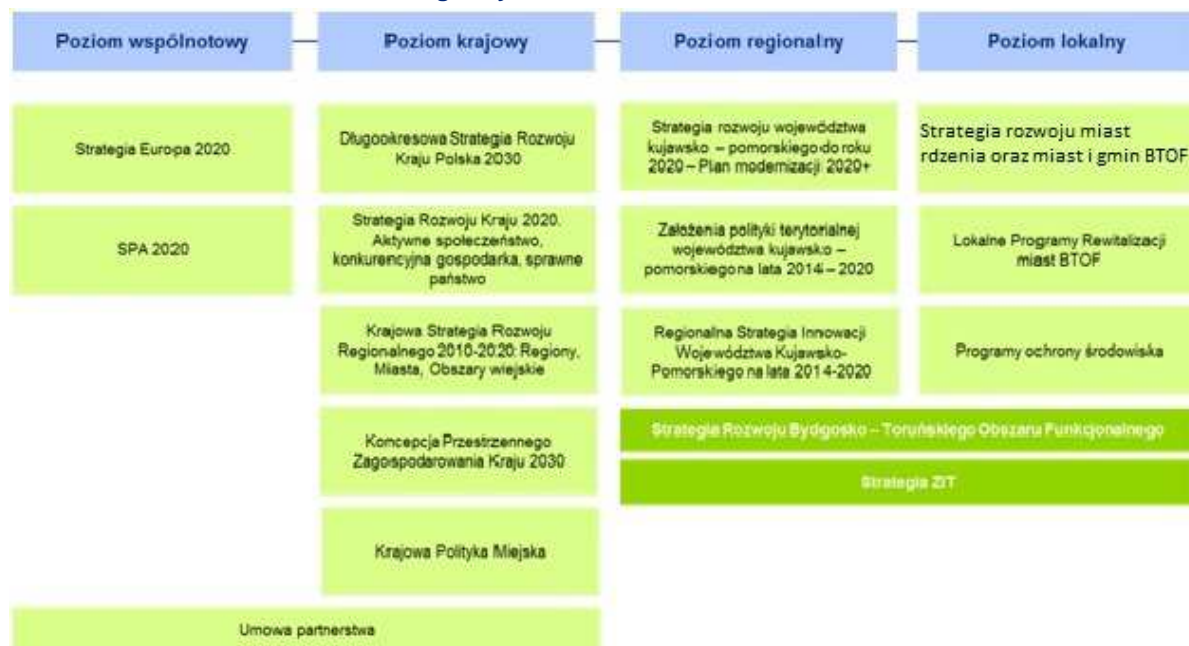 Poziom wspólnotowy
Poziom krajowy
Poziom regionalny
Poziom lokalny
Strategia Europa 2020
SPA 2020
Długookresowa Strategia Rozwoju
Kraju Polska 2030
Strategia Rozwoju Kraju 2020.
Aktywne społeczeństwo,
konkurencyjna gospodarka, sprawne
państwo
Krajowa Strategia Rozwoju
Regionalnego 2010-2020: Regiony,
Miasta, Obszary wiejskie
Koncepcja Przestrzennego
Zagospodarowania Kraju 2030
Krajowa Polityka Miejska
Umowa partnerstwa
Strategia rozwoju województwa
kujawsko – pomorskiego do roku
2020 – Plan modernizacji 2020+
Założenia polityki terytorialnej
województwa kujawsko –
pomorskiego na lata 2014 – 2020
Regionalna Strategia Innowacji
Województwa Kujawsko-
Pomorskiego na lata 2014-2020
Strategia rozwoju miast
rdzenia oraz miast i gmin BTOF
Lokalne Programy Rewitalizacji
miast BTOF
Programy ochrony środowiska
Strategia Rozwoju Bydgosko – Toruńskiego Obszaru Funkcjonalnego
Strategia ZIT